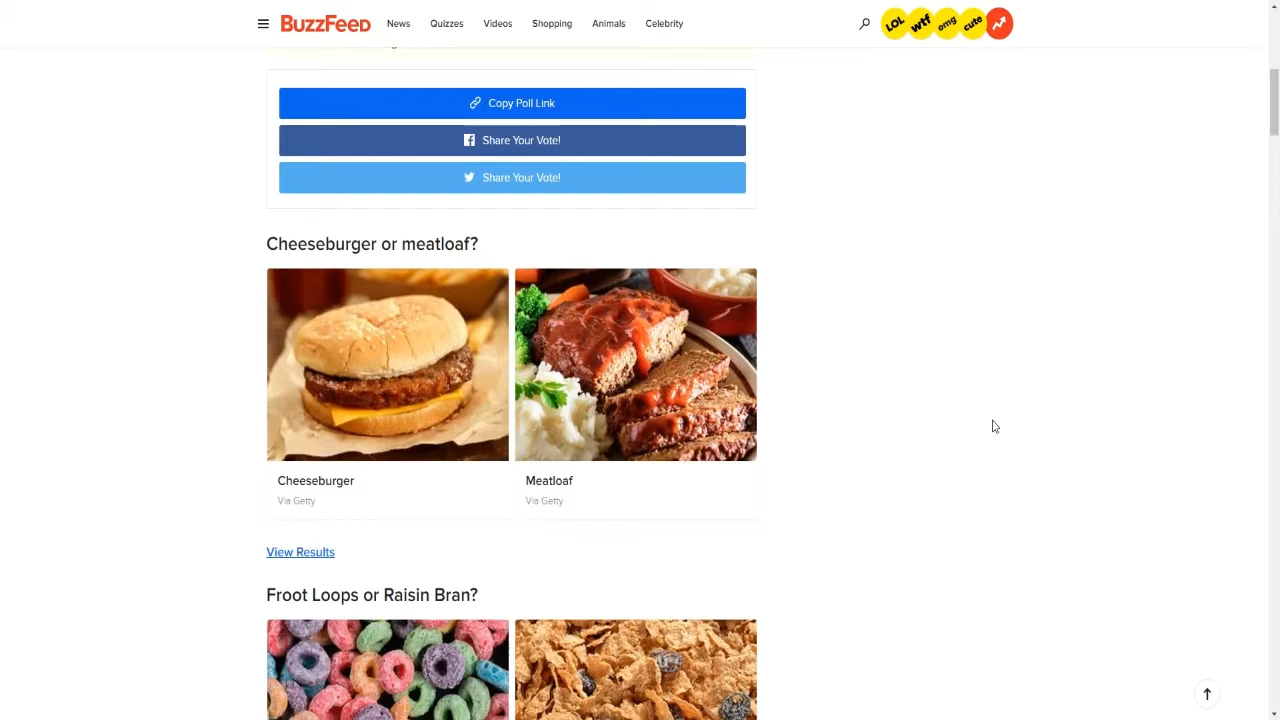 BuzzFeed News Quizzes Videos Shopping Animals Celebrity LOL wtf omg cute
Copy Poll Link
Share Your Vote!
Share Your Vote!
Cheeseburger or meatloaf?
Cheeseburger Meatloaf
Via Getty Via Getty
View Results
Froot Loops or Raisin Bran?